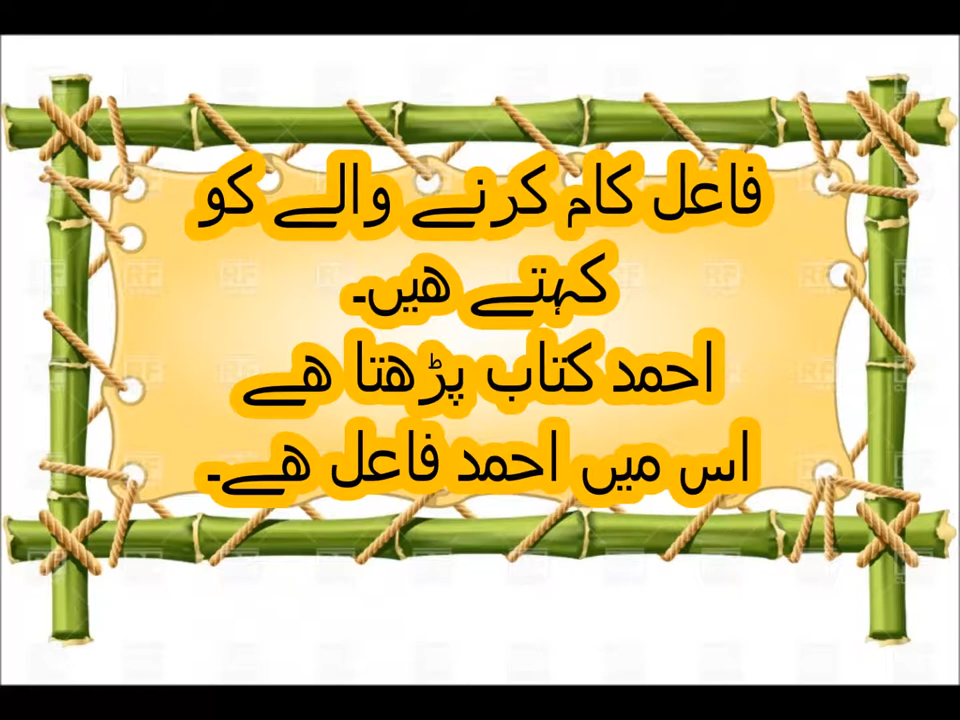 فاعل کام کرنے والے کو
کہتے ھیں۔
احمد کتاب پڑھتا ھے
اس میں احمد فاعل ھے۔